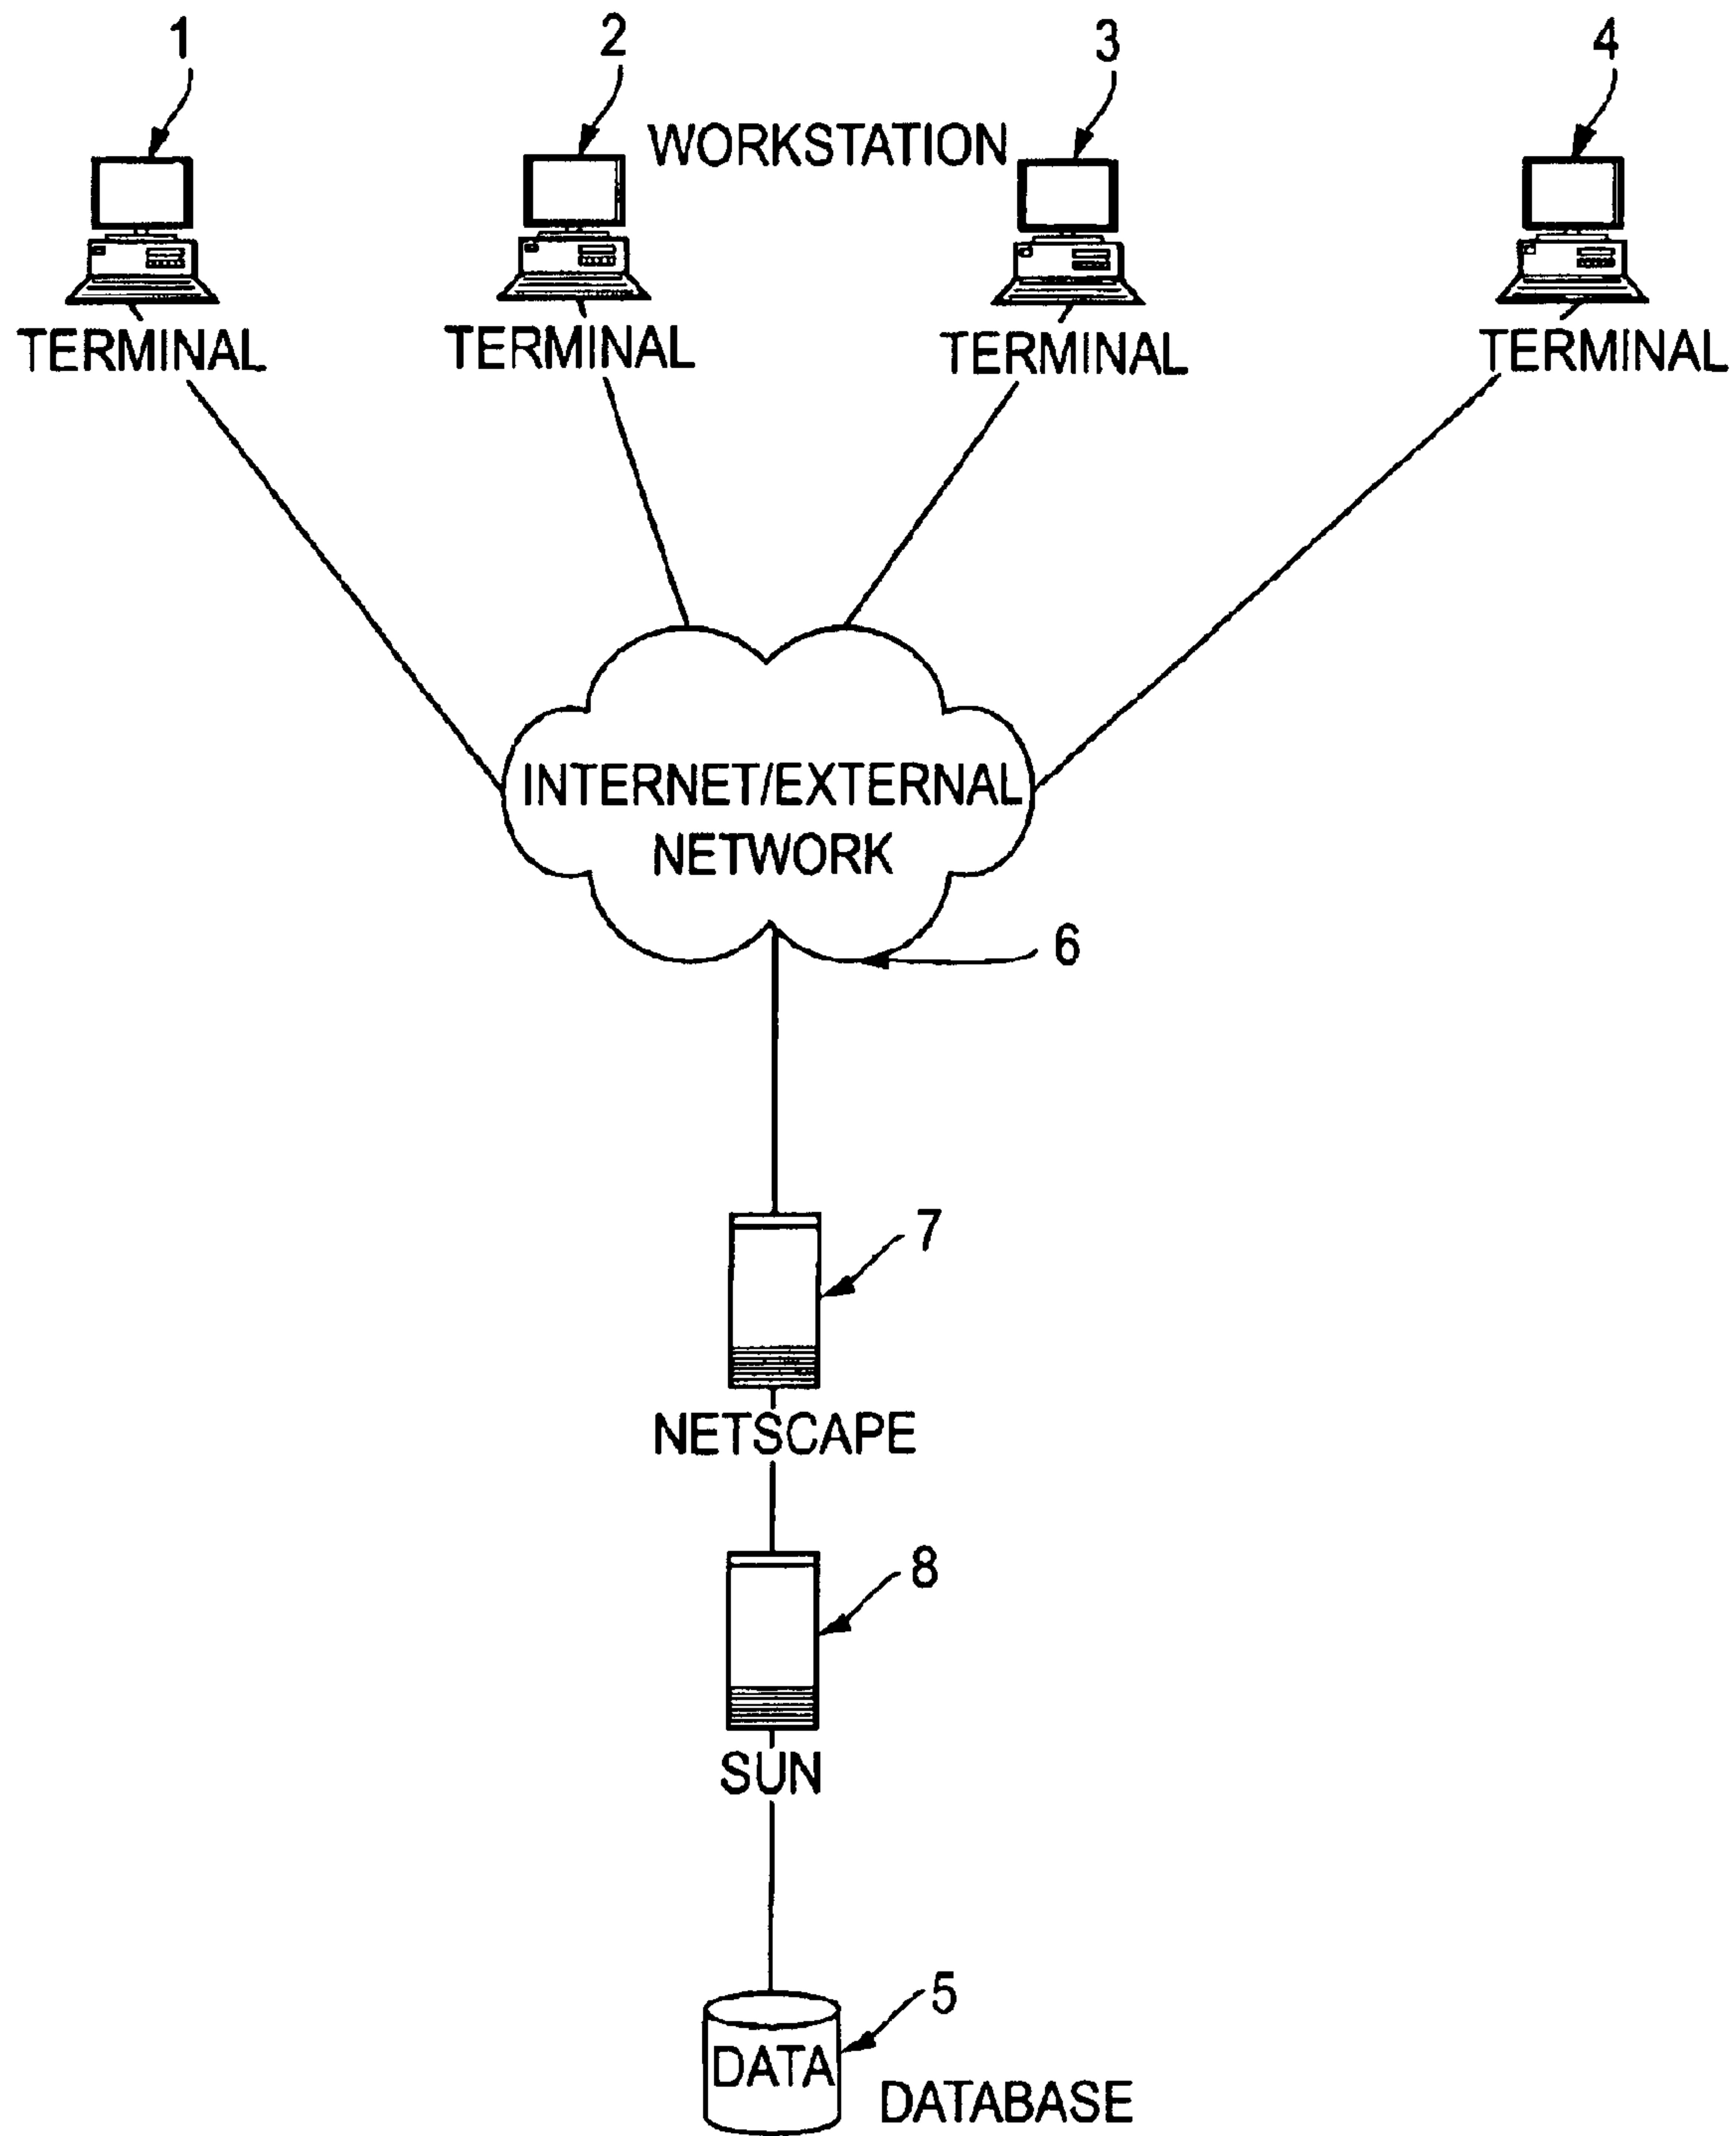 1
2
3
4
WORKSTATION
TERMINAL
TERMINAL
TERMINAL
TERMINAL
INTERNET/EXTERNAL
NETWORK
6
7
NETSCAPE
8
SUN
5
DATA
DATABASE